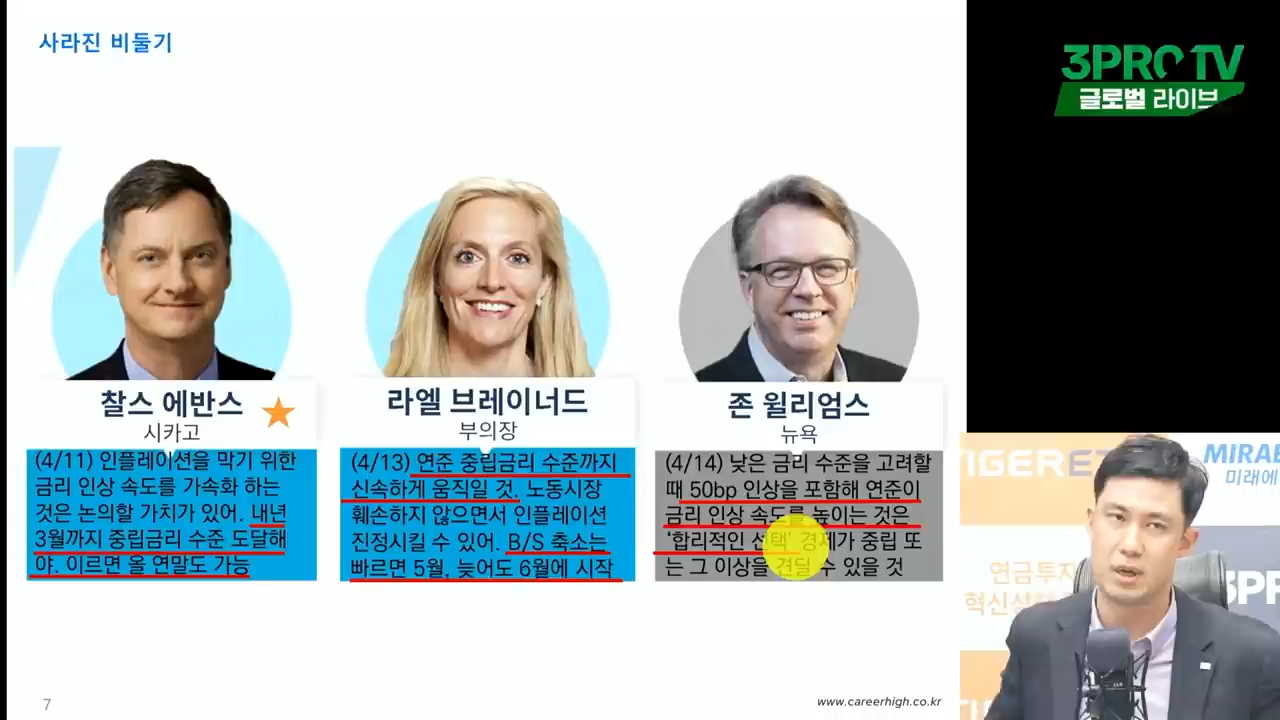 사라진 비둘기
3PRO TV
글로벌 라이브
찰스 에반스
시카고
(4/11) 인플레이션을 막기 위한
금리 인상 속도를 가속화 하는
것은 논의할 가치가 있어. 내년
3월까지 중립금리 수준 도달해
야. 이르면 올 연말도 가능
라엘 브레이너드
부의장
(4/13) 연준 중립금리 수준까지
신속하게 움직일 것. 노동시장
훼손하지 않으면서 인플레이션
진정시킬 수 있어. B/S 축소는
빠르면 5월, 늦어도 6월에 시작
존 윌리엄스
뉴욕
(4/14) 낮은 금리 수준을 고려할
때 50bp 인상을 포함해 연준이
금리 인상 속도를 높이는 것은
‘합리적인 선택’ 경제가 중립 또
는 그 이상을 견딜 수 있을 것
7
www.careerhigh.co.kr
TIGER
MIRAE
미래에
연금투자